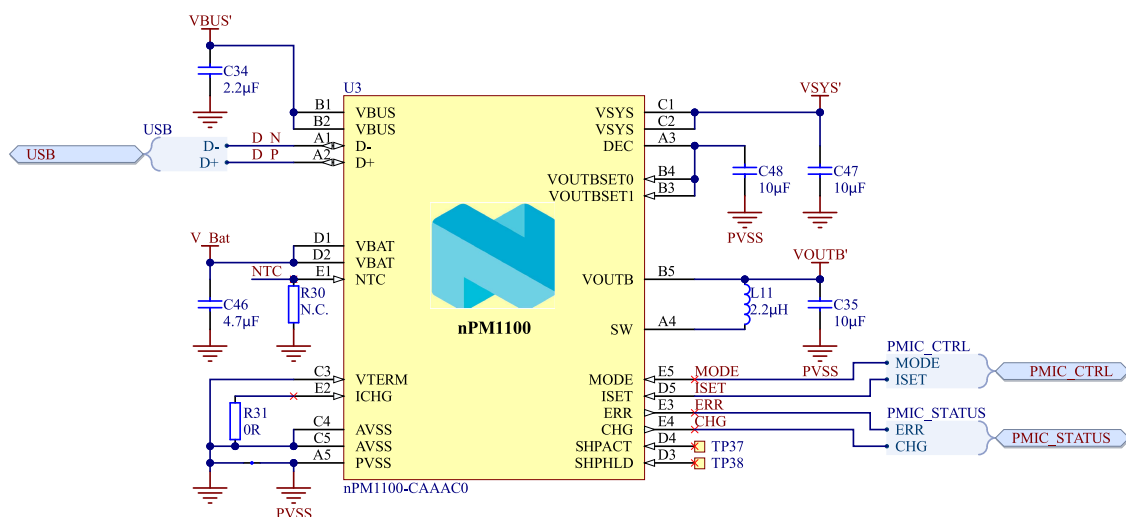 VBUS'
C34
2.2µF
USB
USB
D-
D+
D_N
D_P
V_Bat
C46
4.7µF
NTC
R30
N.C.
R31
0R
PVSS
U3
B1
B2
A1
A2
D1
D2
E1
C3
E2
C4
C5
A5
VBUS
VBUS
D-
D+
VBAT
VBAT
NTC
VTERM
ICHG
AVSS
AVSS
PVSS
nPM1100
VSYS
VSYS
DEC
VOUTBSET0
VOUTBSET1
VOUTB
SW
MODE
ISET
ERR
CHG
SHPACT
SHPHLD
C1
C2
A3
B4
B3
B5
A4
E5
D5
E3
E4
D4
D3
nPM1100-CAAAC0
VSYS'
C48
10µF
PVSS
C47
10µF
VOUTB'
L11
2.2µH
C35
10µF
PVSS
MODE
ISET
ERR
CHG
TP37
TP38
PMIC_CTRL
MODE
ISET
PMIC_CTRL
PMIC_STATUS
ERR
CHG
PMIC_STATUS